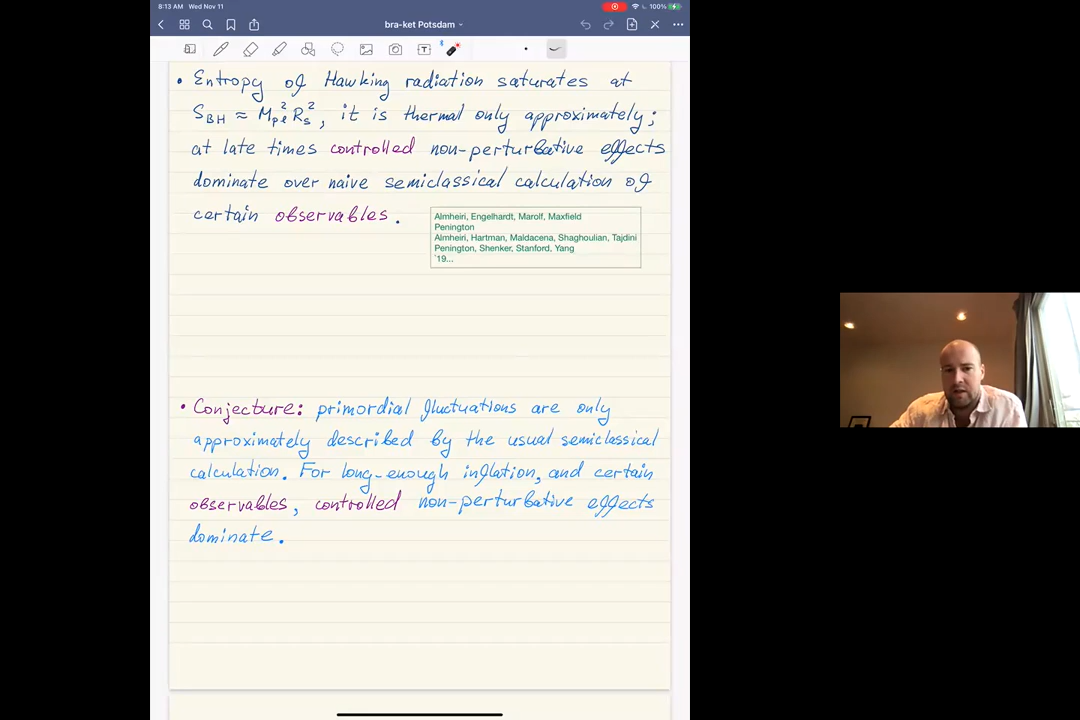 8:13 AM Wed Nov 11
100%
bra-ket Potsdam
• Entropy of Hawking radiation saturates at
S_BH ≈ M_pl^2 R_s^2, it is thermal only approximately;
at late times controlled non-perturbative effects
dominate over naive semiclassical calculation of
certain observables.
Almheiri, Engelhardt, Marolf, Maxfield
Penington
Almheiri, Hartman, Maldacena, Shaghoulian, Tajdini
Penington, Shenker, Stanford, Yang
`19...
• Conjecture: primordial fluctuations are only
approximately described by the usual semiclassical
calculation. For long-enough inflation, and certain
observables, controlled non-perturbative effects
dominate.